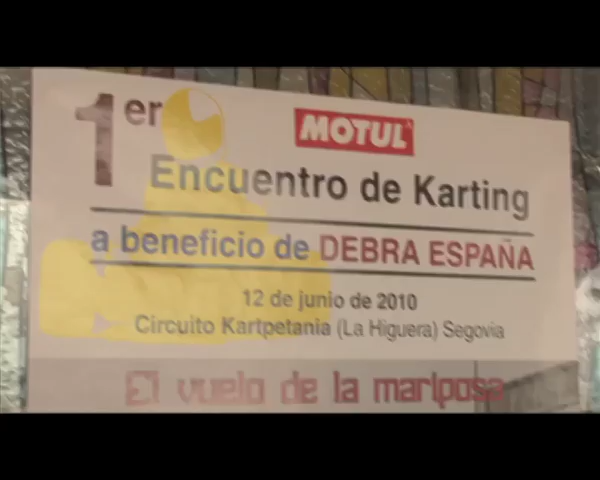 1er
MOTUL
Encuentro de Karting
a beneficio de DEBRA ESPAÑA
12 de junio de 2010
Circuito Kartpetania (La Higuera) Segovia
El vuelo de la mariposa